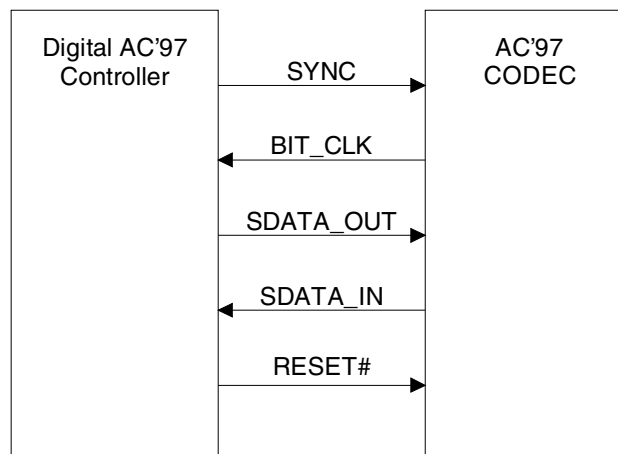 Digital AC'97
Controller
AC'97
CODEC
SYNC
BIT_CLK
SDATA_OUT
SDATA_IN
RESET#